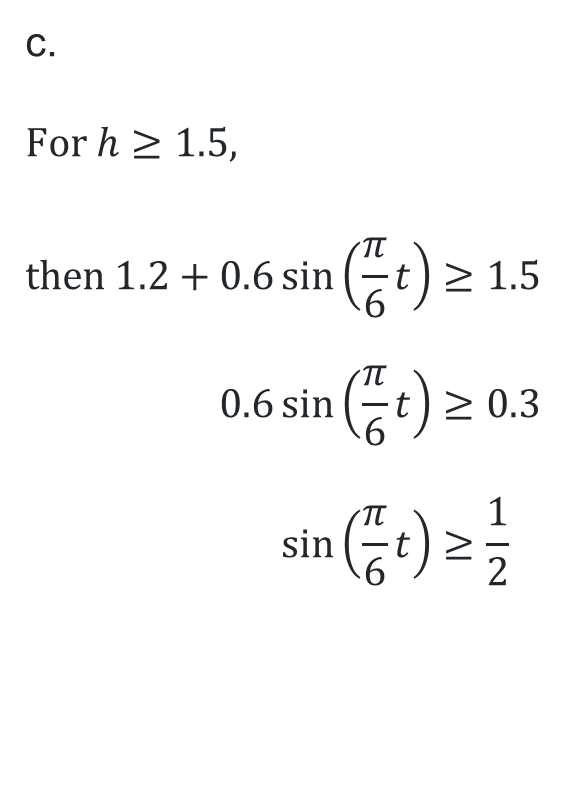 c.
For h ≥ 1.5,
then 1.2 + 0.6 sin(π/6 t) ≥ 1.5
0.6 sin(π/6 t) ≥ 0.3
sin(π/6 t) ≥ 1/2